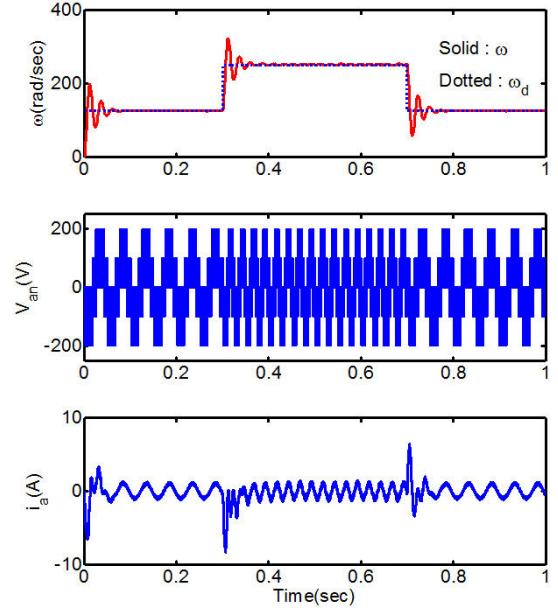 400
Solid : ω
Dotted : ω_d
200
0
ω(rad/sec)
0 0.2 0.4 0.6 0.8 1
200
0
-200
V_an(V)
0 0.2 0.4 0.6 0.8 1
10
0
-10
i_a(A)
0 0.2 0.4 0.6 0.8 1
Time(sec)